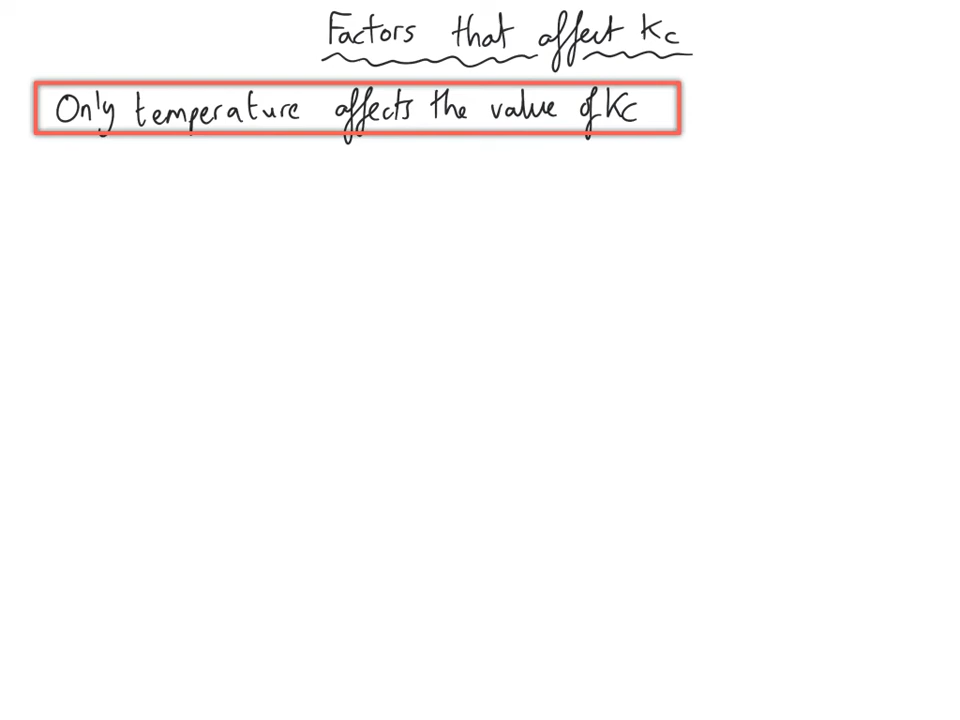 Factors that affect Kc
Only temperature affects the value of Kc